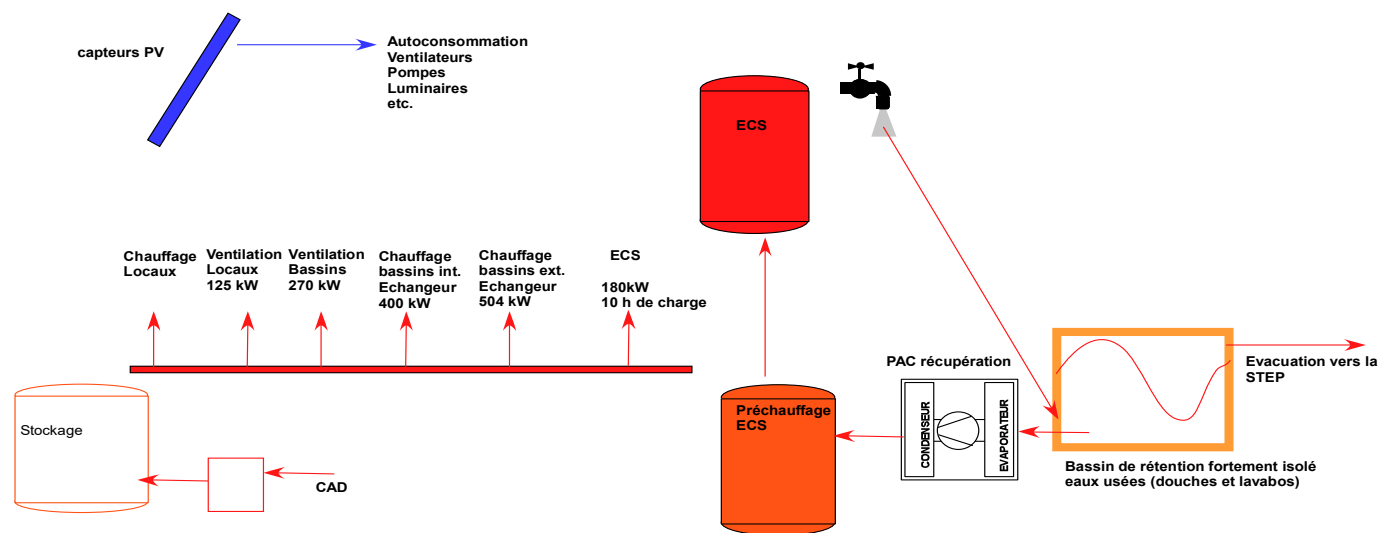 capteurs PV
Autoconsommation
Ventilateurs
Pompes
Luminaires
etc.
ECS
Chauffage
Locaux
Ventilation
Locaux
125 kW
Ventilation
Bassins
270 kW
Chauffage
bassins int.
Echangeur
400 kW
Chauffage
bassins ext.
Echangeur
504 kW
ECS
180kW
10 h de charge
PAC récupération
Evacuation vers la
STEP
Stockage
Préchauffage
ECS
CONDENSEUR
EVAPORATEUR
Bassin de rétention fortement isolé
eaux usées (douches et lavabos)
CAD